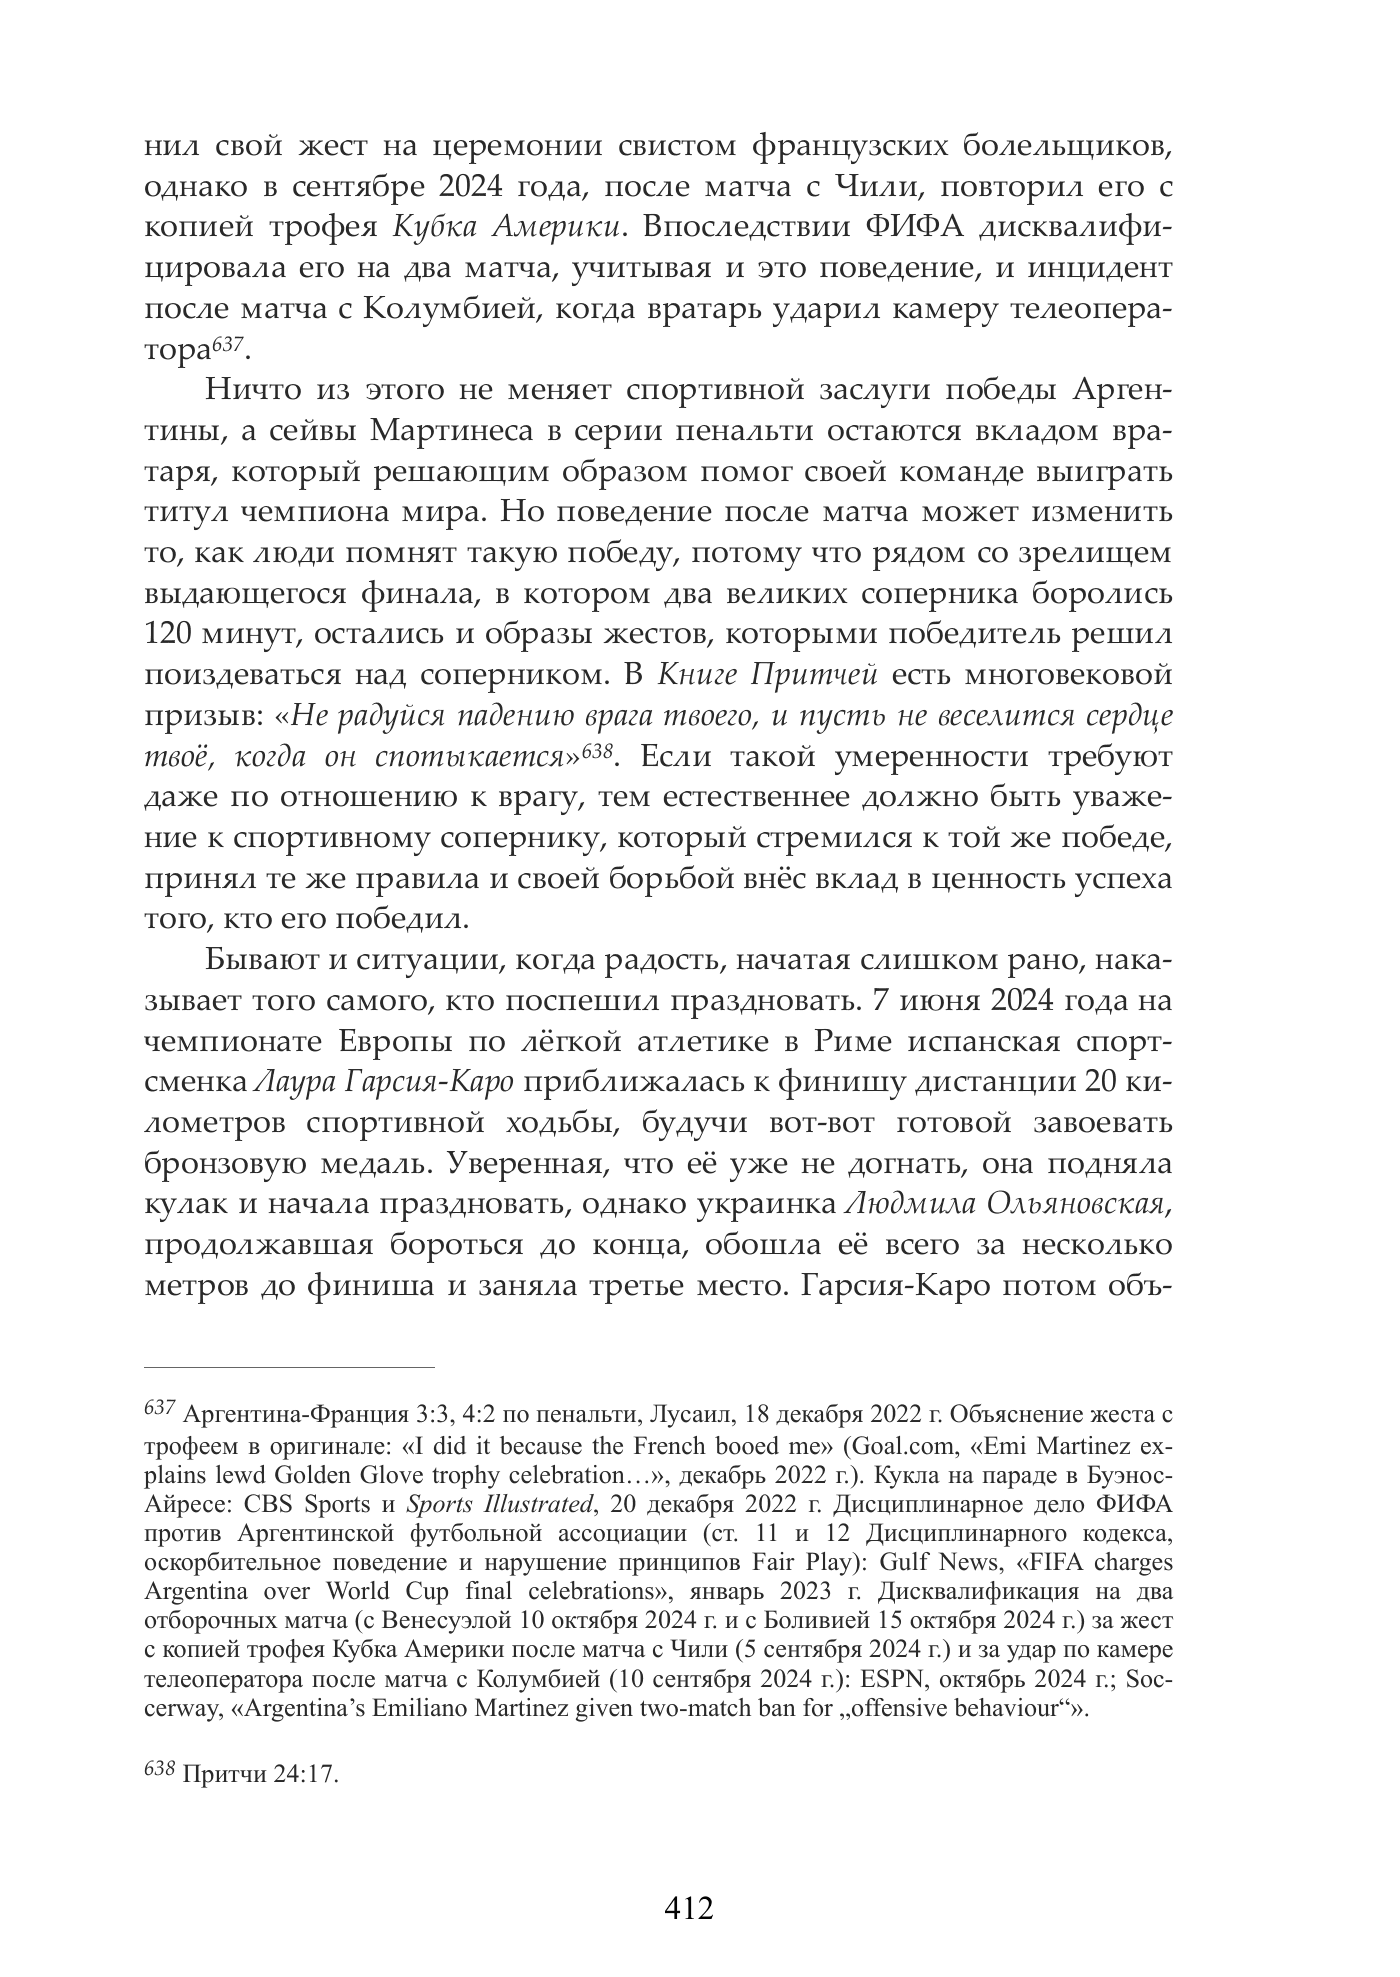 нил свой жест на церемонии свистом французских болельщиков,
однако в сентябре 2024 года, после матча с Чили, повторил его с
копией трофея Кубка Америки. Впоследствии ФИФА дисквалифи-
цировала его на два матча, учитывая и это поведение, и инцидент
после матча с Колумбией, когда вратарь ударил камеру телеопера-
тора637.
Ничто из этого не меняет спортивной заслуги победы Арген-
тины, а сейвы Мартинеса в серии пенальти остаются вкладом вра-
таря, который решающим образом помог своей команде выиграть
титул чемпиона мира. Но поведение после матча может изменить
то, как люди помнят такую победу, потому что рядом со зрелищем
выдающегося финала, в котором два великих соперника боролись
120 минут, остались и образы жестов, которыми победитель решил
поиздеваться над соперником. В Книге Притчей есть многовековой
призыв: «Не радуйся падению врага твоего, и пусть не веселится сердце
твоё, когда он спотыкается»638. Если такой умеренности требуют
даже по отношению к врагу, тем естественнее должно быть уваже-
ние к спортивному сопернику, который стремился к той же победе,
принял те же правила и своей борьбой внёс вклад в ценность успеха
того, кто его победил.
Бывают и ситуации, когда радость, начатая слишком рано, нака-
зывает того самого, кто поспешил праздновать. 7 июня 2024 года на
чемпионате Европы по лёгкой атлетике в Риме испанская спорт-
сменка Лаура Гарсия-Каро приближалась к финишу дистанции 20 ки-
лометров спортивной ходьбы, будучи вот-вот готовой завоевать
бронзовую медаль. Уверенная, что её уже не догнать, она подняла
кулак и начала праздновать, однако украинка Людмила Ольяновская,
продолжавшая бороться до конца, обошла её всего за несколько
метров до финиша и заняла третье место. Гарсия-Каро потом объ-
637 Аргентина-Франция 3:3, 4:2 по пенальти, Лусаил, 18 декабря 2022 г. Объяснение жеста с
трофеем в оригинале: «I did it because the French booed me» (Goal.com, «Emi Martinez ex-
plains lewd Golden Glove trophy celebration…», декабрь 2022 г.). Кукла на параде в Буэнос-
Айресе: CBS Sports и Sports Illustrated, 20 декабря 2022 г. Дисциплинарное дело ФИФА
против Аргентинской футбольной ассоциации (ст. 11 и 12 Дисциплинарного кодекса,
оскорбительное поведение и нарушение принципов Fair Play): Gulf News, «FIFA charges
Argentina over World Cup final celebrations», январь 2023 г. Дисквалификация на два
отборочных матча (с Венесуэлой 10 октября 2024 г. и с Боливией 15 октября 2024 г.) за жест
с копией трофея Кубка Америки после матча с Чили (5 сентября 2024 г.) и за удар по камере
телеоператора после матча с Колумбией (10 сентября 2024 г.): ESPN, октябрь 2024 г.; Soc-
cerway, «Argentina’s Emiliano Martinez given two-match ban for „offensive behaviour“».
638 Притчи 24:17.
412